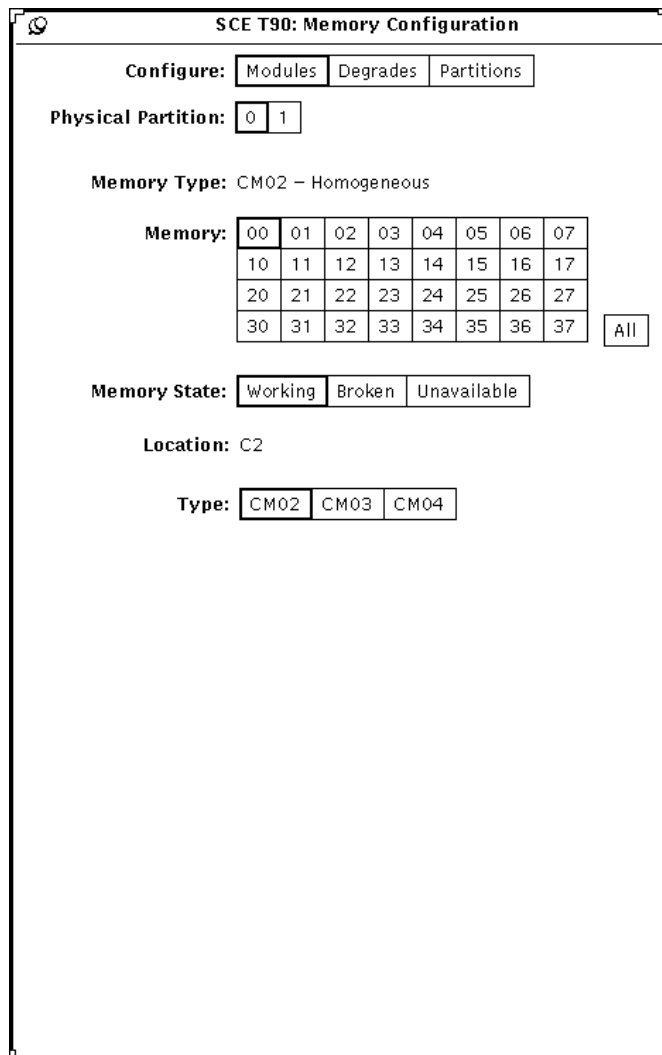 SCE T90: Memory Configuration
Configure: Modules Degrades Partitions
Physical Partition: 0 1
Memory Type: CM02 – Homogeneous
Memory: 00 01 02 03 04 05 06 07
10 11 12 13 14 15 16 17
20 21 22 23 24 25 26 27
30 31 32 33 34 35 36 37 All
Memory State: Working Broken Unavailable
Location: C2
Type: CM02 CM03 CM04